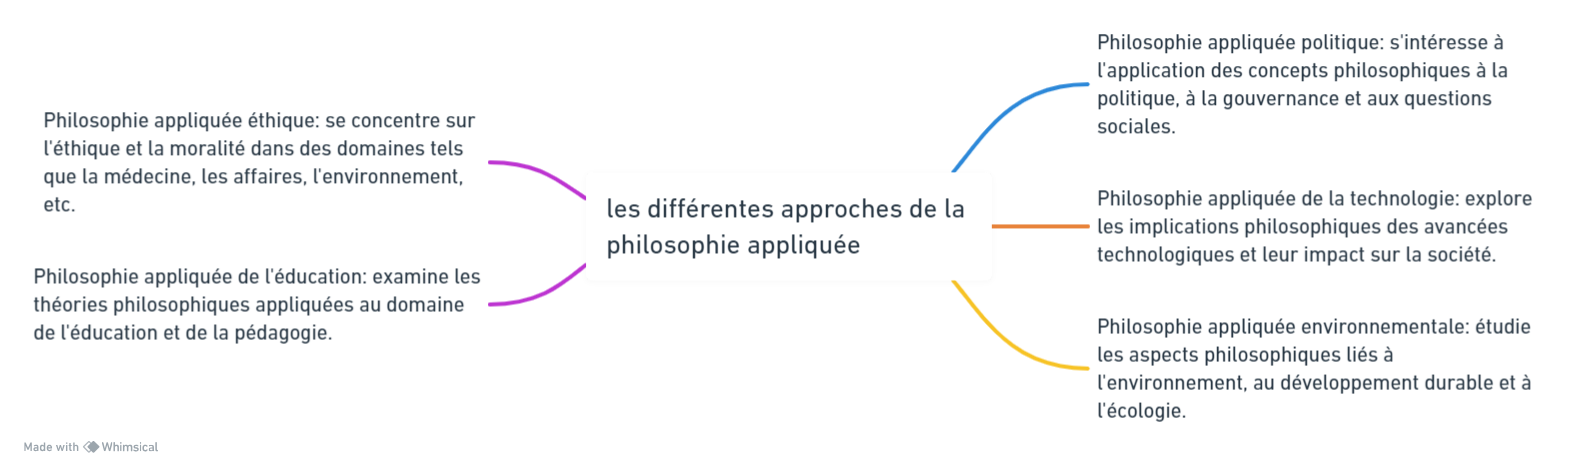 Philosophie appliquée éthique: se concentre sur
l'éthique et la moralité dans des domaines tels
que la médecine, les affaires, l'environnement,
etc.
Philosophie appliquée de l'éducation: examine les
théories philosophiques appliquées au domaine
de l'éducation et de la pédagogie.
les différentes approches de la
philosophie appliquée
Philosophie appliquée politique: s'intéresse à
l'application des concepts philosophiques à la
politique, à la gouvernance et aux questions
sociales.
Philosophie appliquée de la technologie: explore
les implications philosophiques des avancées
technologiques et leur impact sur la société.
Philosophie appliquée environnementale: étudie
les aspects philosophiques liés à
l'environnement, au développement durable et à
l'écologie.
Made with Whimsical